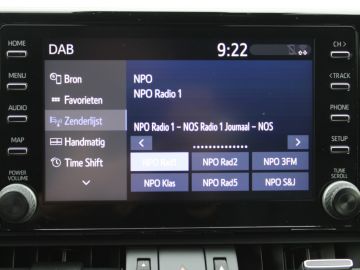 DAB
9:22
HOME
MENU
AUDIO
MAP
POWER
VOLUME
Bron
Favorieten
Zenderlijst
Handmatig
Time Shift
NPO
NPO Radio 1
NPO Radio 1 – NOS Radio 1 Journaal – NOS
NPO Rad1
NPO Rad2
NPO 3FM
NPO Klas
NPO Rad5
NPO S&J
CH >
< TRACK
PHONE
SETUP
TUNE
SCROLL